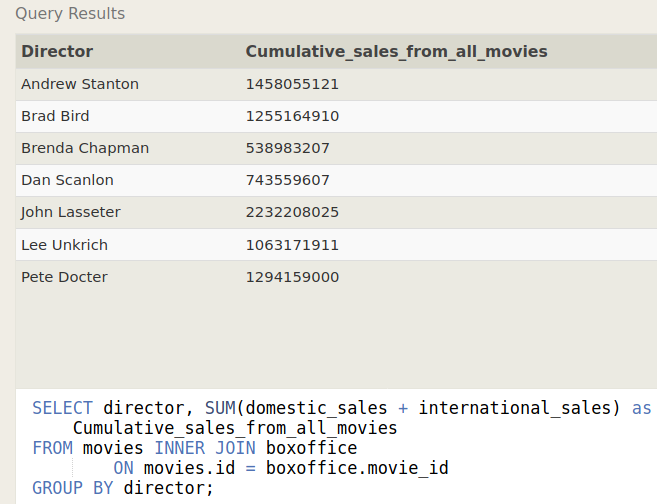 Query Results
Director Cumulative_sales_from_all_movies
Andrew Stanton 1458055121
Brad Bird 1255164910
Brenda Chapman 538983207
Dan Scanlon 743559607
John Lasseter 2232208025
Lee Unkrich 1063171911
Pete Docter 1294159000
SELECT director, SUM(domestic_sales + international_sales) as
Cumulative_sales_from_all_movies
FROM movies INNER JOIN boxoffice
ON movies.id = boxoffice.movie_id
GROUP BY director;